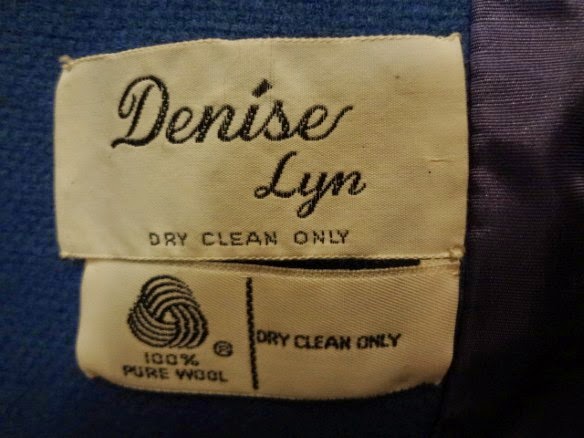 Denise
Lyn
DRY CLEAN ONLY
100% ®
PURE WOOL
DRY CLEAN ONLY